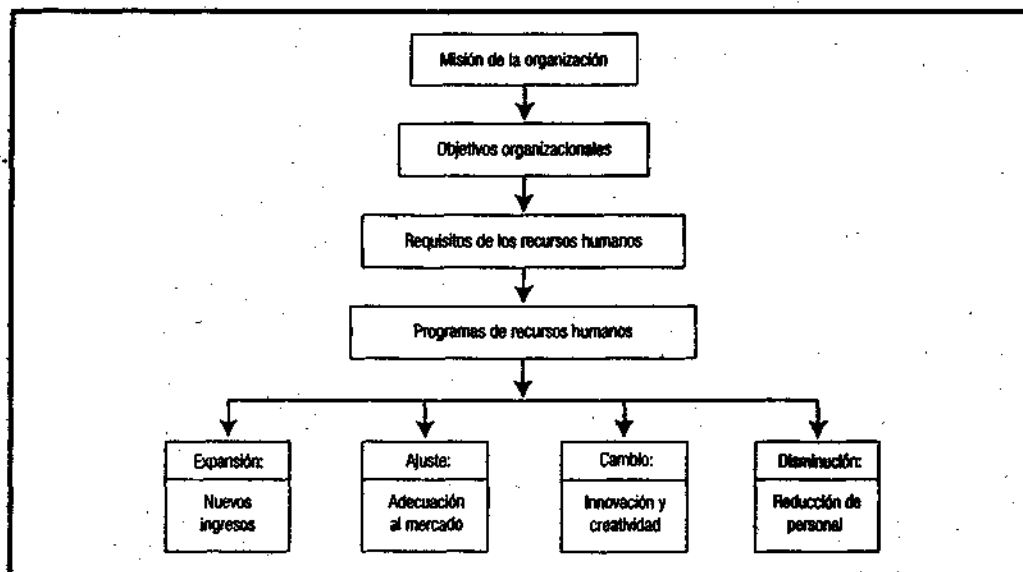 Misión de la organización
Objetivos organizacionales
Requisitos de los recursos humanos
Programas de recursos humanos
Expansión:
Nuevos
ingresos
Ajuste:
Adecuación
al mercado
Cambio:
Innovación y
creatividad
Disminución:
Reducción de
personal